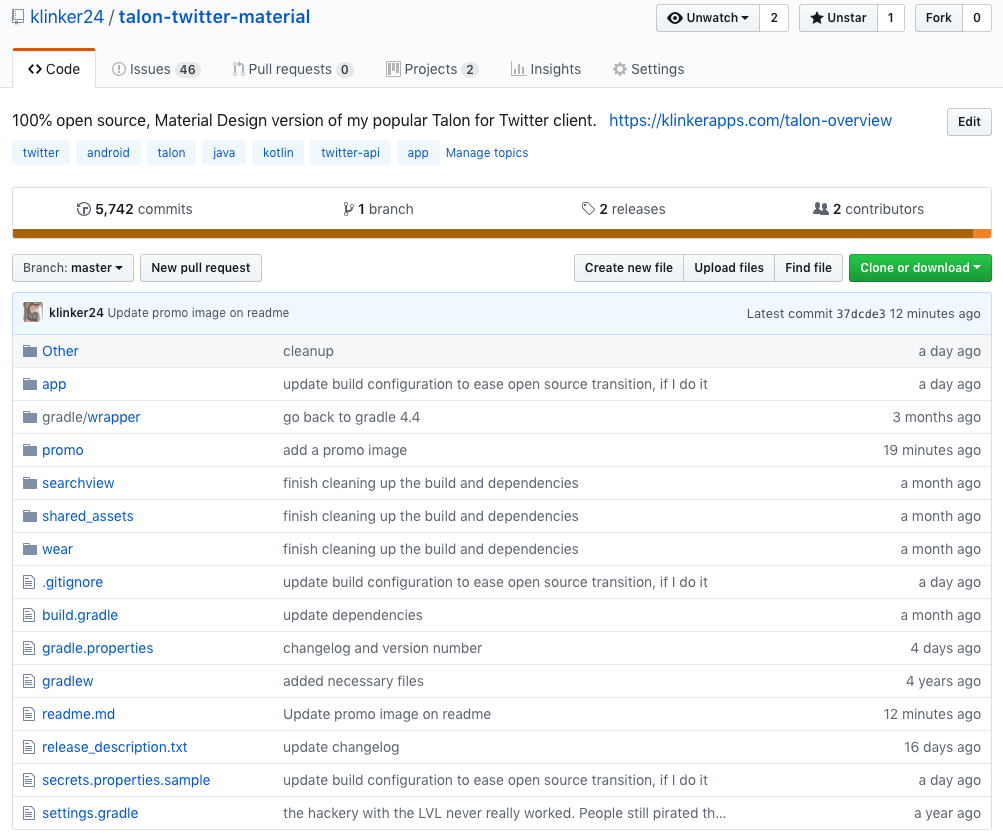 klinker24 / talon-twitter-material Unwatch 2 Unstar 1 Fork 0
Code Issues 46 Pull requests 0 Projects 2 Insights Settings
100% open source, Material Design version of my popular Talon for Twitter client. https://klinkerapps.com/talon-overview Edit
twitter android talon java kotlin twitter-api app Manage topics
5,742 commits 1 branch 2 releases 2 contributors
Branch: master New pull request Create new file Upload files Find file Clone or download
klinker24 Update promo image on readme Latest commit 37dcde3 12 minutes ago
Other cleanup a day ago
app update build configuration to ease open source transition, if I do it a day ago
gradle/wrapper go back to gradle 4.4 3 months ago
promo add a promo image 19 minutes ago
searchview finish cleaning up the build and dependencies a month ago
shared_assets finish cleaning up the build and dependencies a month ago
wear finish cleaning up the build and dependencies a month ago
.gitignore update build configuration to ease open source transition, if I do it a day ago
build.gradle update dependencies a month ago
gradle.properties changelog and version number 4 days ago
gradlew added necessary files 4 years ago
readme.md Update promo image on readme 12 minutes ago
release_description.txt update changelog 16 days ago
secrets.properties.sample update build configuration to ease open source transition, if I do it a day ago
settings.gradle the hackery with the LVL never really worked. People still pirated th... a year ago